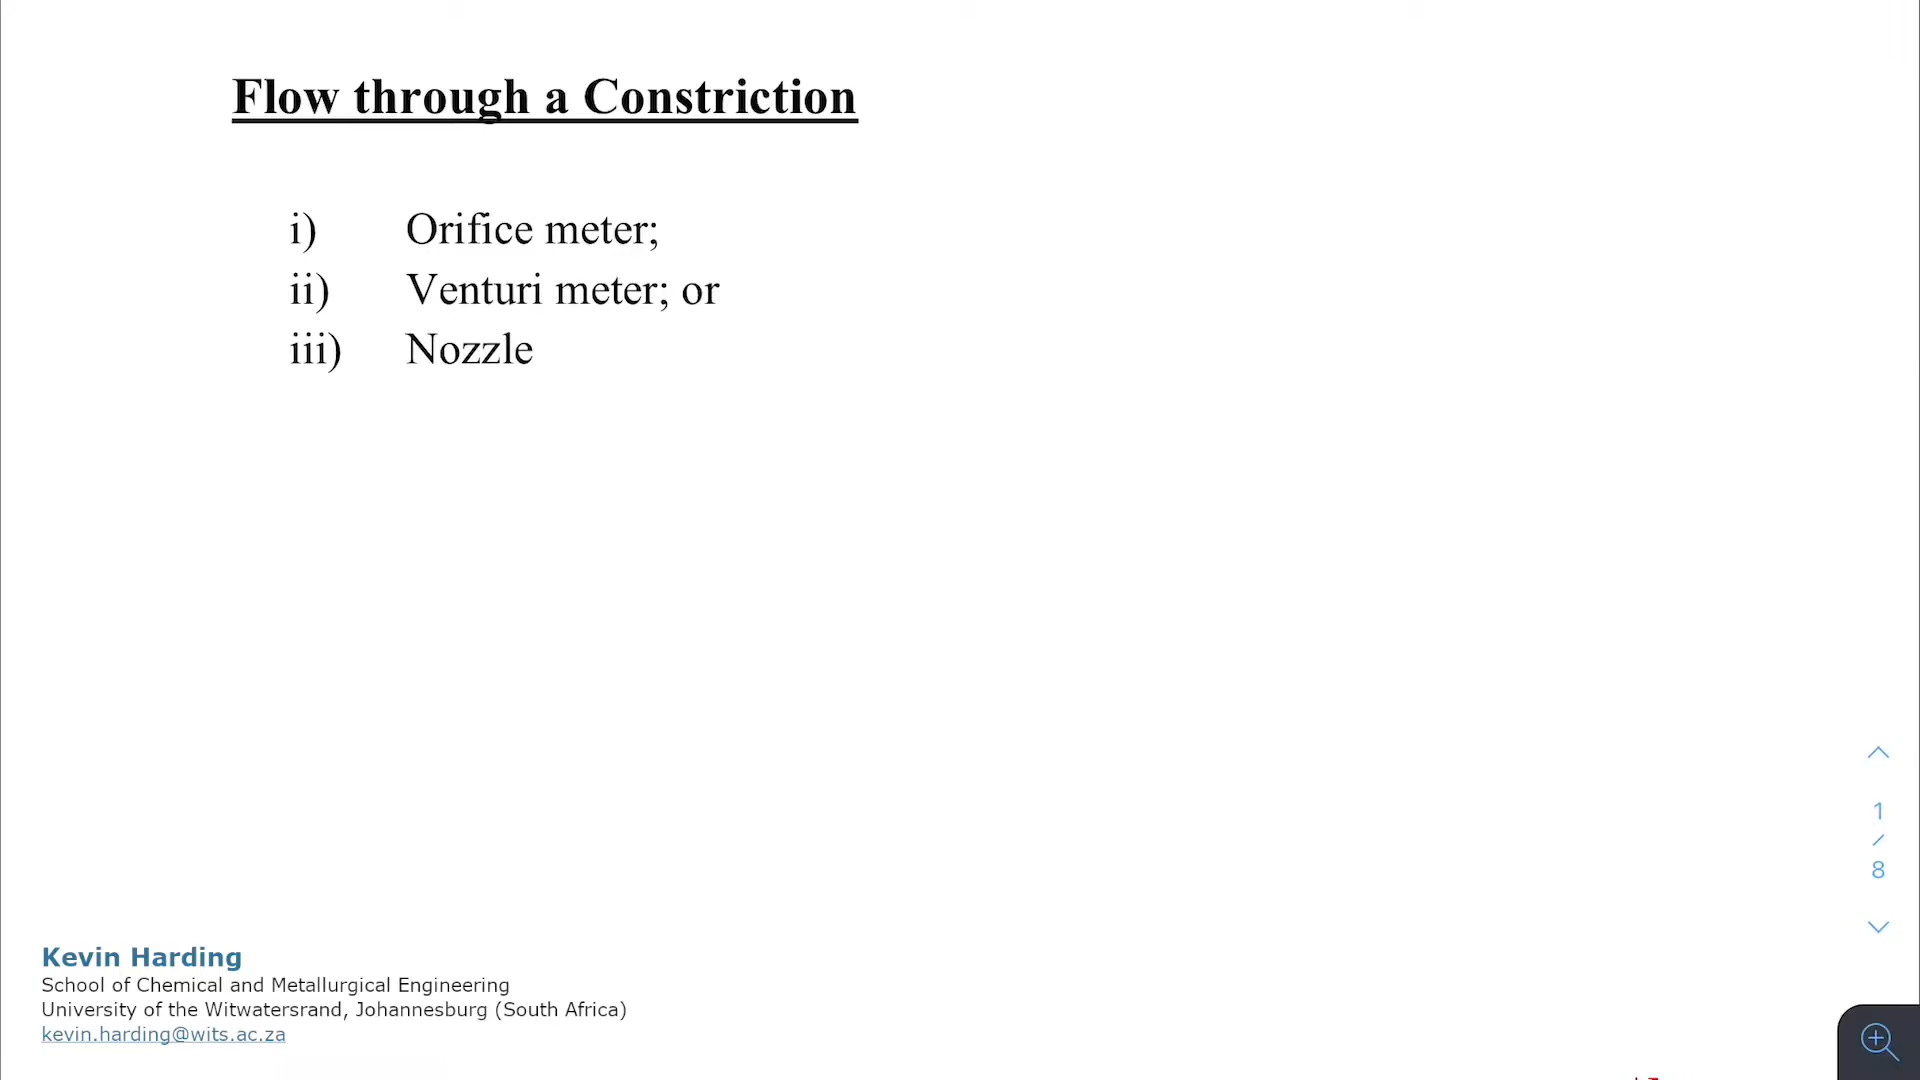 Flow through a Constriction
i) Orifice meter;
ii) Venturi meter; or
iii) Nozzle
1
/
8
Kevin Harding
School of Chemical and Metallurgical Engineering
University of the Witwatersrand, Johannesburg (South Africa)
kevin.harding@wits.ac.za